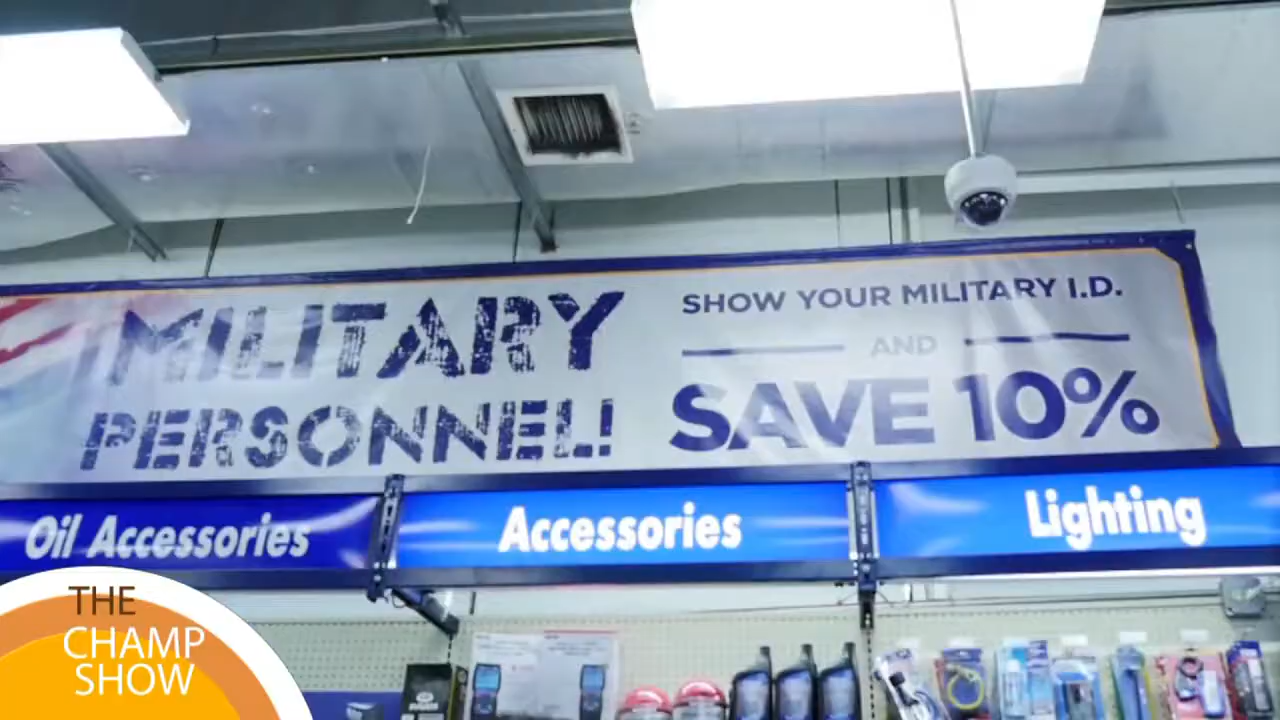 MILITARY
PERSONNEL!
SHOW YOUR MILITARY I.D.
AND
SAVE 10%
Oil Accessories
Accessories
Lighting
THE
CHAMP
SHOW